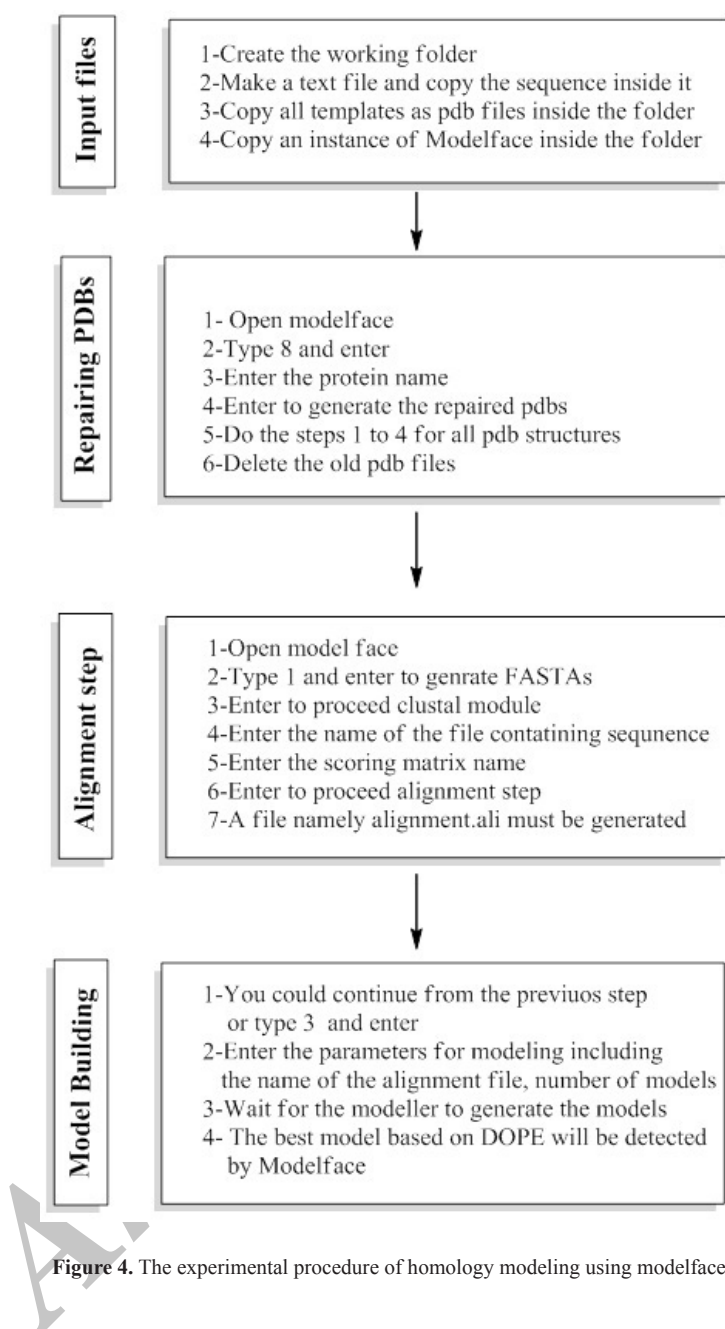 Input files
1-Create the working folder
2-Make a text file and copy the sequence inside it
3-Copy all templates as pdb files inside the folder
4-Copy an instance of Modelface inside the folder
Repairing PDBs
1- Open modelface
2-Type 8 and enter
3-Enter the protein name
4-Enter to generate the repaired pdbs
5-Do the steps 1 to 4 for all pdb structures
6-Delete the old pdb files
Alignment step
1-Open model face
2-Type 1 and enter to genrate FASTAs
3-Enter to proceed clustal module
4-Enter the name of the file contatining sequnence
5-Enter the scoring matrix name
6-Enter to proceed alignment step
7-A file namely alignment.ali must be generated
Model Building
1-You could continue from the previuos step
or type 3 and enter
2-Enter the parameters for modeling including
the name of the alignment file, number of models
3-Wait for the modeller to generate the models
4- The best model based on DOPE will be detected
by Modelface
Figure 4. The experimental procedure of homology modeling using modelface